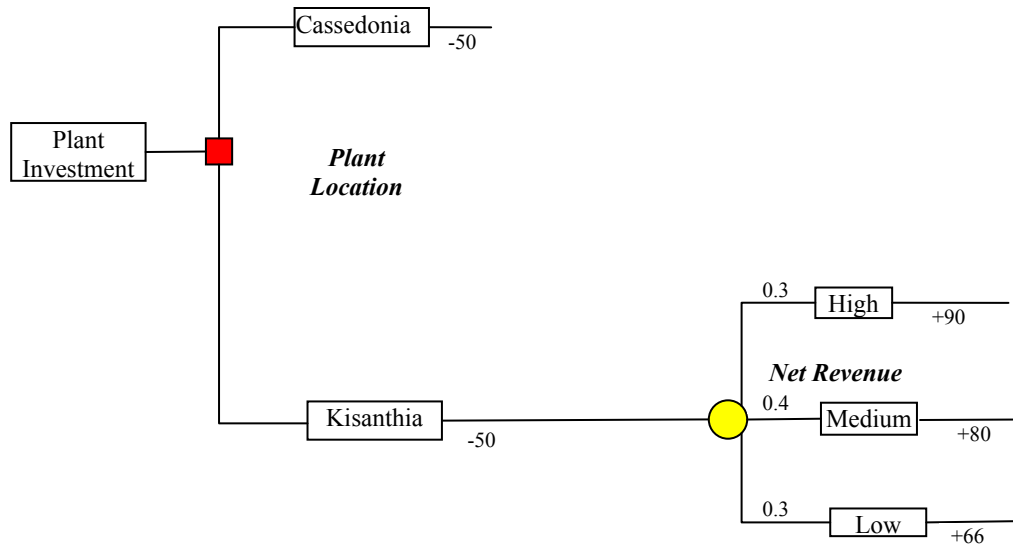 Cassedonia
-50
Plant
Investment
Plant
Location
0.3
High
+90
Net Revenue
0.4
Medium
+80
Kisanthia
-50
0.3
Low
+66